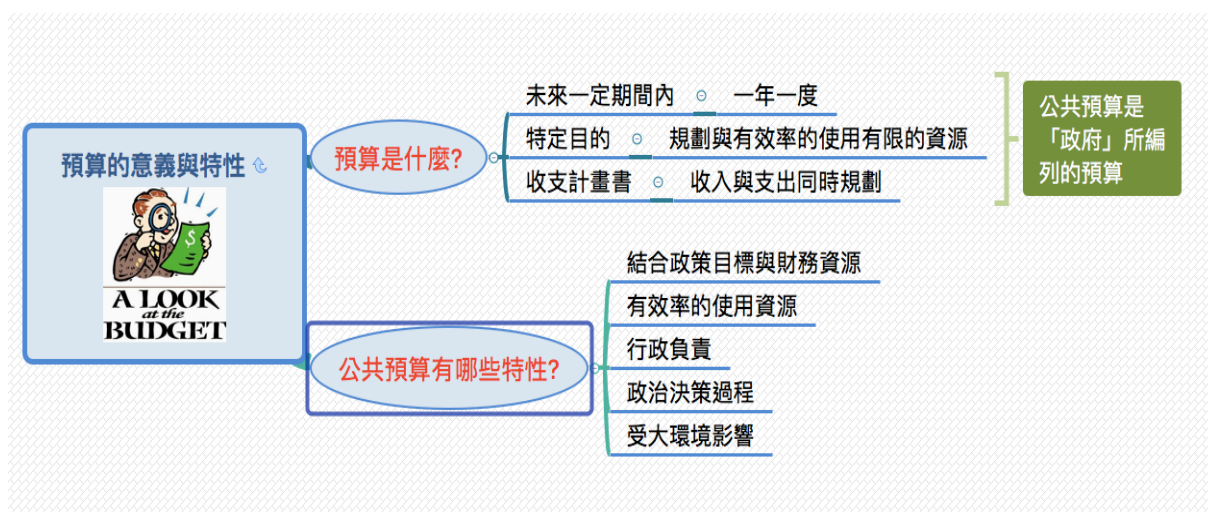 預算的意義與特性
A LOOK
at the
BUDGET
預算是什麼?
未來一定期間內
一年一度
特定目的
規劃與有效率的使用有限的資源
收支計畫書
收入與支出同時規劃
公共預算是
「政府」所編
列的預算
公共預算有哪些特性?
結合政策目標與財務資源
有效率的使用資源
行政負責
政治決策過程
受大環境影響